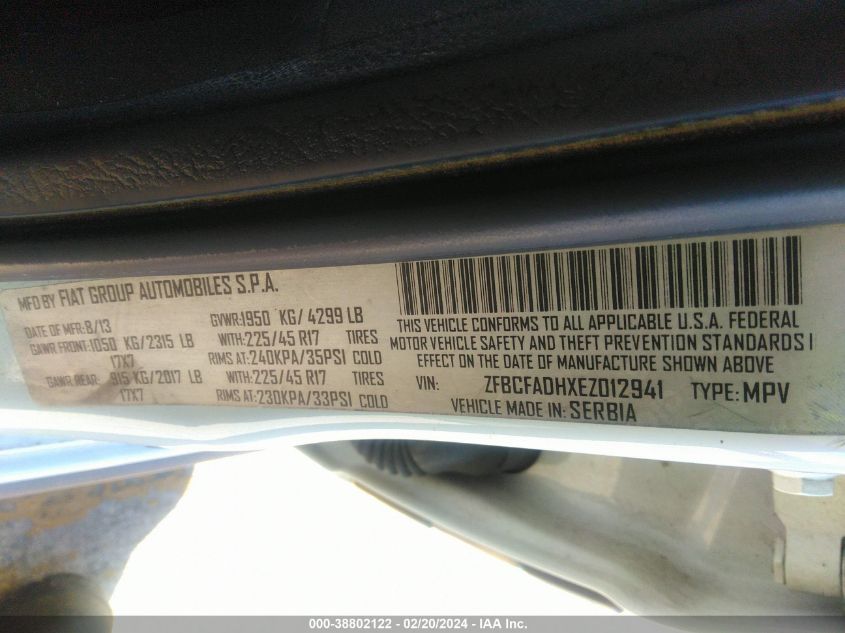 MFD BY FIAT GROUP AUTOMOBILES S.P.A.
DATE OF MFR:8/13 GVWR:1950 KG/ 4299 LB
GAWR FRONT:1050 KG/2315 LB WITH:225/45 R17 TIRES
17X7 RIMS AT:240KPA/35PSI COLD
GAWR REAR: 915 KG/2017 LB WITH:225/45 R17 TIRES
17X7 RIMS AT:230KPA/33PSI COLD
THIS VEHICLE CONFORMS TO ALL APPLICABLE U.S.A. FEDERAL
MOTOR VEHICLE SAFETY AND THEFT PREVENTION STANDARDS I
EFFECT ON THE DATE OF MANUFACTURE SHOWN ABOVE
VIN: ZFBCFADHXEZ012941 TYPE: MPV
VEHICLE MADE IN: SERBIA
000-38802122 - 02/20/2024 - IAA Inc.